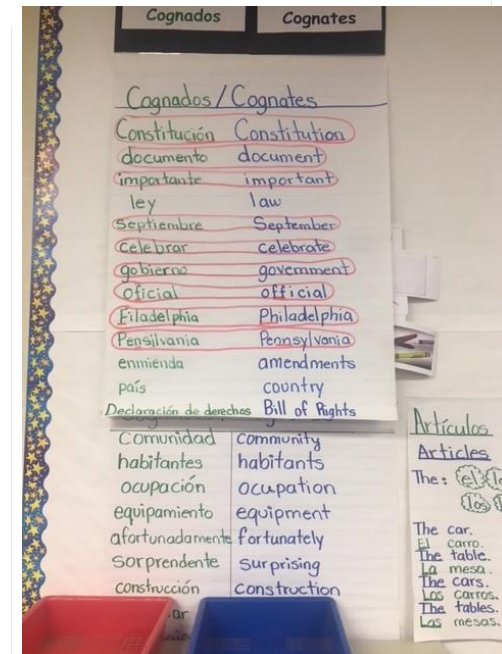 Cognados Cognates
Cognados / Cognates
Constitución Constitution
documento document
importante important
ley law
septiembre September
celebrar celebrate
gobierno government
oficial official
Filadelphia Philadelphia
Pensilvania Pennsylvania
enmienda amendments
país country
Declaración de derechos Bill of Rights
Comunidad community
habitantes habitants
ocupación ocupation
equipamiento equipment
afortunadamente fortunately
sorprendente surprising
construcción construction
ar
Artículos
Articles
The: el
los
The car.
El carro.
The table.
La mesa.
The cars.
Los carros.
The tables.
Las mesas.